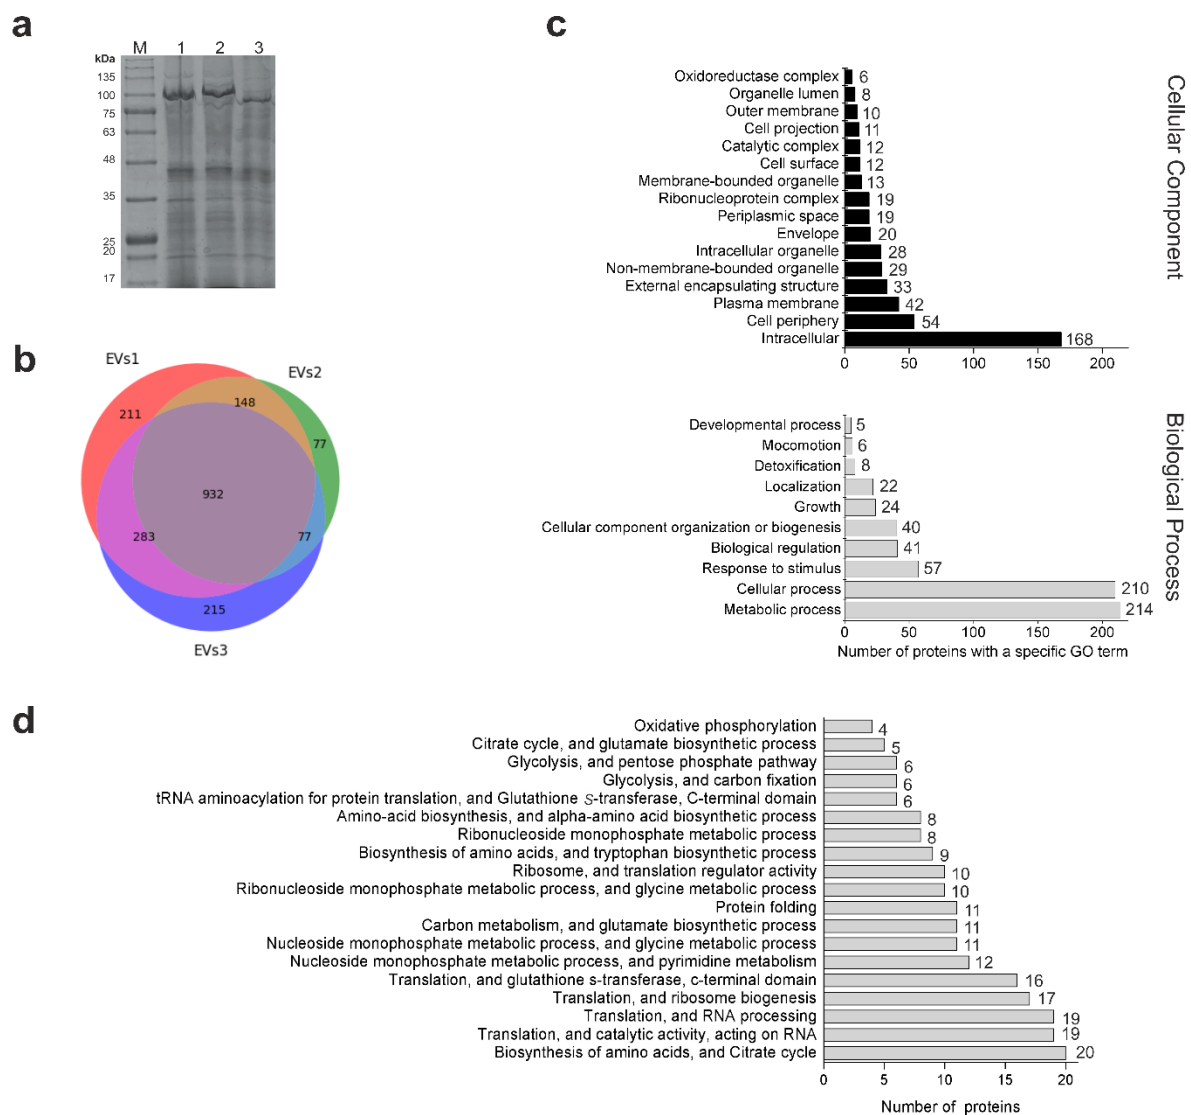 a
M 1 2 3
kDa
135
100
75
63
48
35
25
20
17
b
EVs1
EVs2
211
148
77
932
283
77
215
EVs3
c
Oxidoreductase complex 6
Organelle lumen 8
Outer membrane 10
Cell projection 11
Catalytic complex 12
Cell surface 12
Membrane-bounded organelle 13
Ribonucleoprotein complex 19
Periplasmic space 19
Envelope 20
Intracellular organelle 28
Non-membrane-bounded organelle 29
External encapsulating structure 33
Plasma membrane 42
Cell periphery 54
Intracellular 168
0 50 100 150 200
Cellular Component
Developmental process 5
Mocomotion 6
Detoxification 8
Localization 22
Growth 24
Cellular component organization or biogenesis 40
Biological regulation 41
Response to stimulus 57
Cellular process 210
Metabolic process 214
0 50 100 150 200
Number of proteins with a specific GO term
Biological Process
d
Oxidative phosphorylation 4
Citrate cycle, and glutamate biosynthetic process 5
Glycolysis, and pentose phosphate pathway 6
Glycolysis, and carbon fixation 6
tRNA aminoacylation for protein translation, and Glutathione S-transferase, C-terminal domain 6
Amino-acid biosynthesis, and alpha-amino acid biosynthetic process 8
Ribonucleoside monophosphate metabolic process 8
Biosynthesis of amino acids, and tryptophan biosynthetic process 9
Ribosome, and translation regulator activity 10
Ribonucleoside monophosphate metabolic process, and glycine metabolic process 10
Protein folding 11
Carbon metabolism, and glutamate biosynthetic process 11
Nucleoside monophosphate metabolic process, and glycine metabolic process 11
Nucleoside monophosphate metabolic process, and pyrimidine metabolism 12
Translation, and glutathione s-transferase, c-terminal domain 16
Translation, and ribosome biogenesis 17
Translation, and RNA processing 19
Translation, and catalytic activity, acting on RNA 19
Biosynthesis of amino acids, and Citrate cycle 20
0 5 10 15 20
Number of proteins